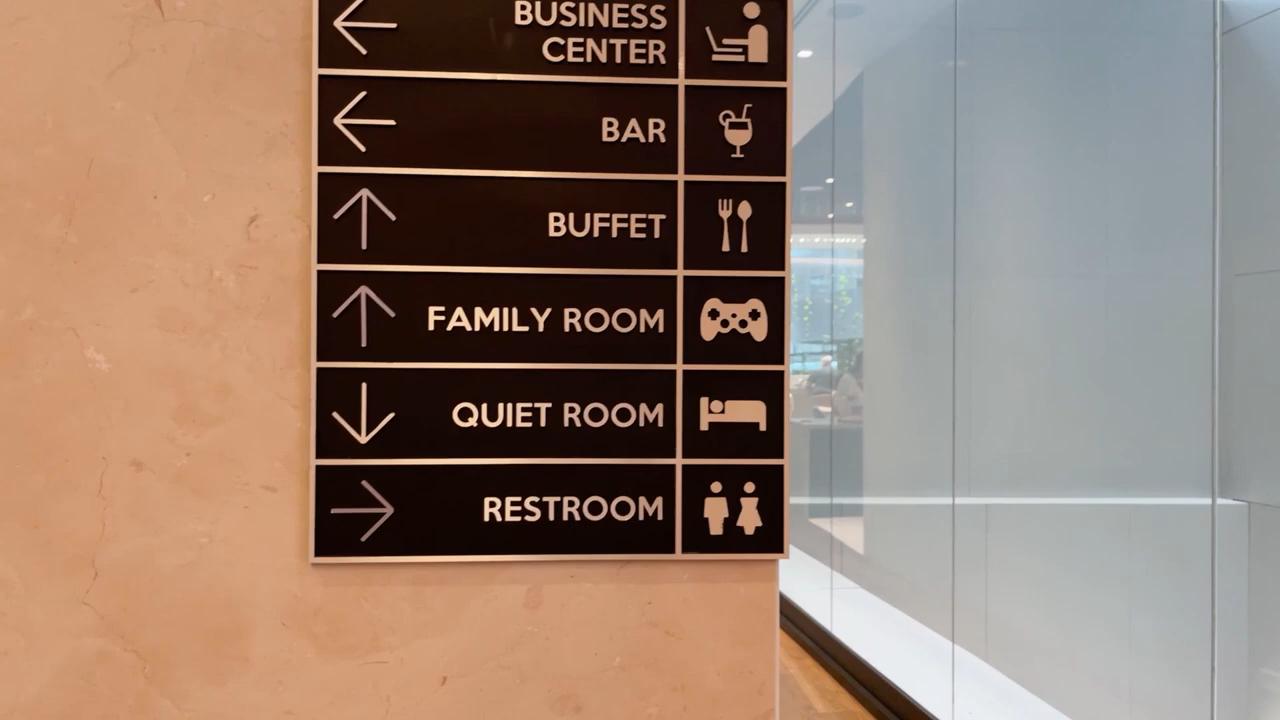 BUSINESS
CENTER
BAR
BUFFET
FAMILY ROOM
QUIET ROOM
RESTROOM